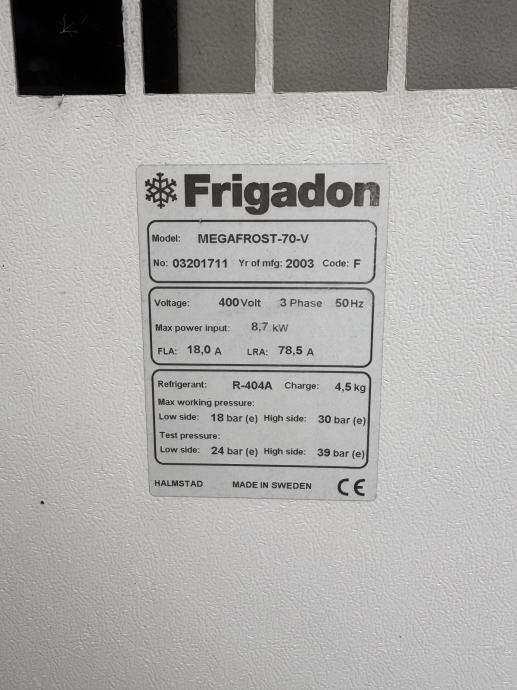 Frigadon
Model: MEGAFROST-70-V
No: 03201711 Yr of mfg: 2003 Code: F
Voltage: 400 Volt 3 Phase 50 Hz
Max power input: 8,7 kW
FLA: 18,0 A LRA: 78,5 A
Refrigerant: R-404A Charge: 4,5 kg
Max working pressure:
Low side: 18 bar (e) High side: 30 bar (e)
Test pressure:
Low side: 24 bar (e) High side: 39 bar (e)
HALMSTAD MADE IN SWEDEN CE